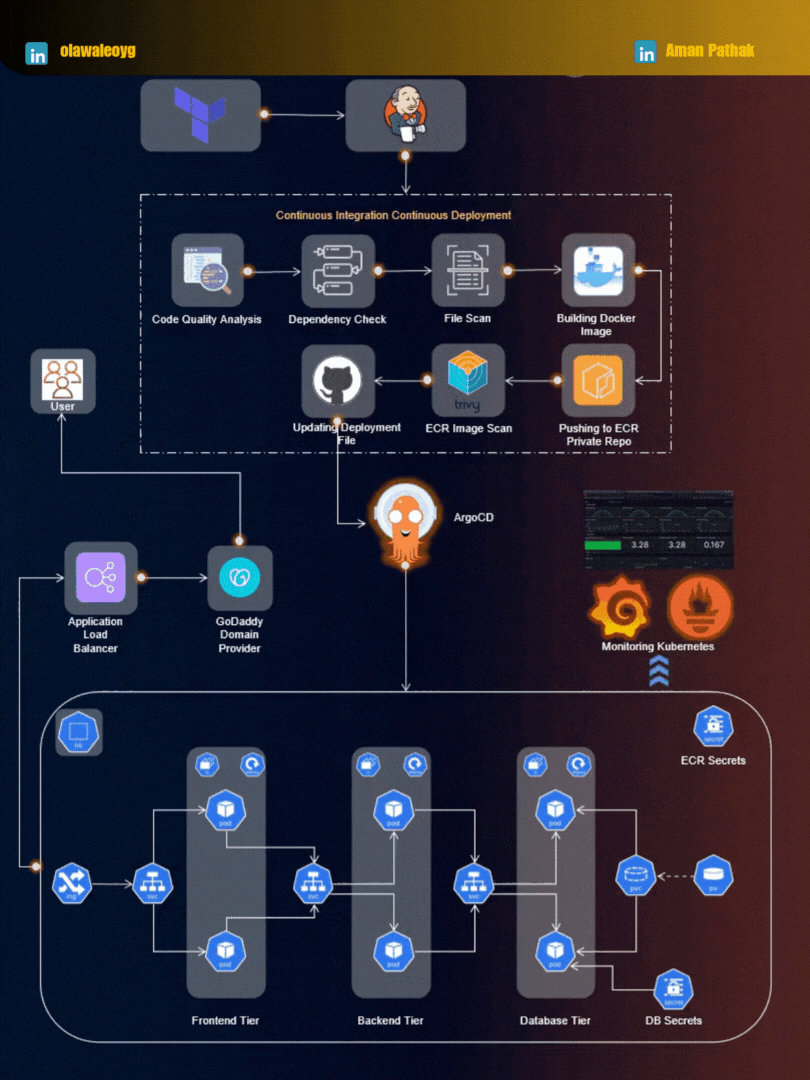 in olawaleoyg
in Aman Pathak
Continuous Integration Continuous Deployment
Code Quality Analysis
Dependency Check
File Scan
Building Docker
Image
Updating Deployment
File
trivy
ECR Image Scan
Pushing to ECR
Private Repo
User
ArgoCD
3.28
3.28
0.167
Application
Load
Balancer
GoDaddy
Domain
Provider
Monitoring Kubernetes
ns
secret
ECR Secrets
pod
pod
pod
ing
svc
svc
svc
pvc
pv
pod
pod
pod
secret
Frontend Tier
Backend Tier
Database Tier
DB Secrets